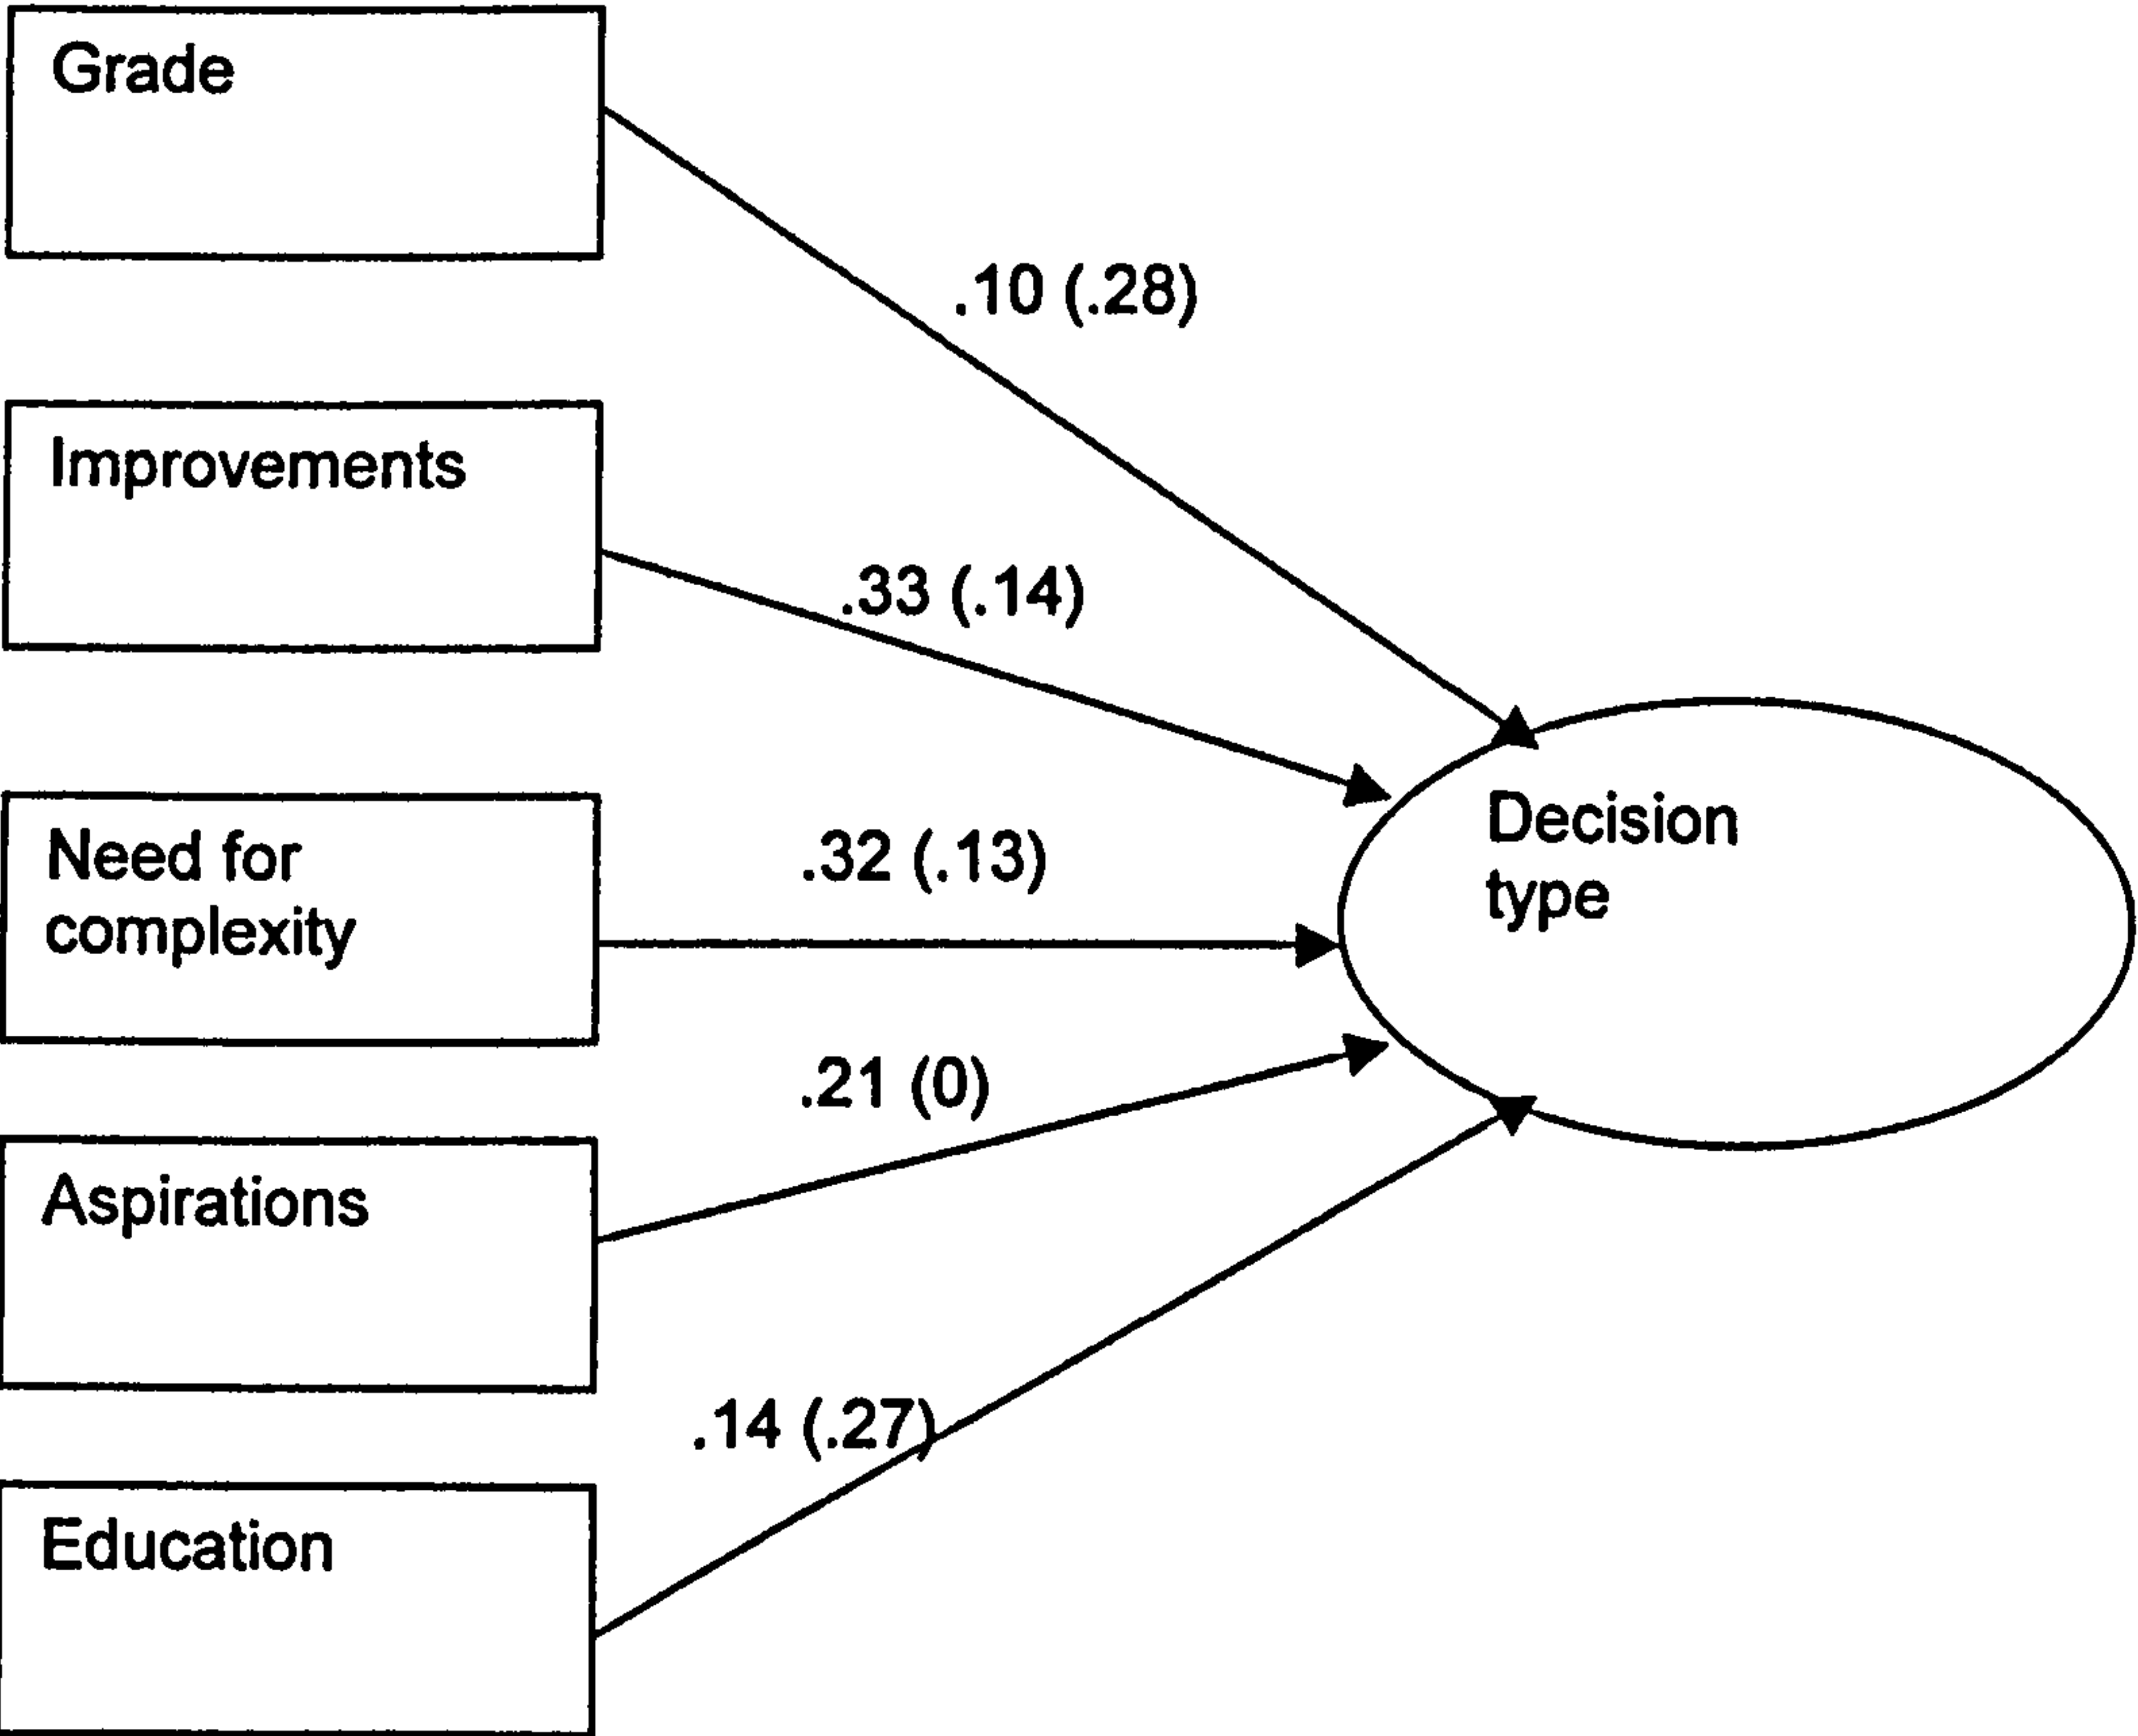 Grade
.10 (.28)
Improvements
.33 (.14)
Need for
complexity
.32 (.13)
Decision
type
.21 (0)
Aspirations
.14 (.27)
Education